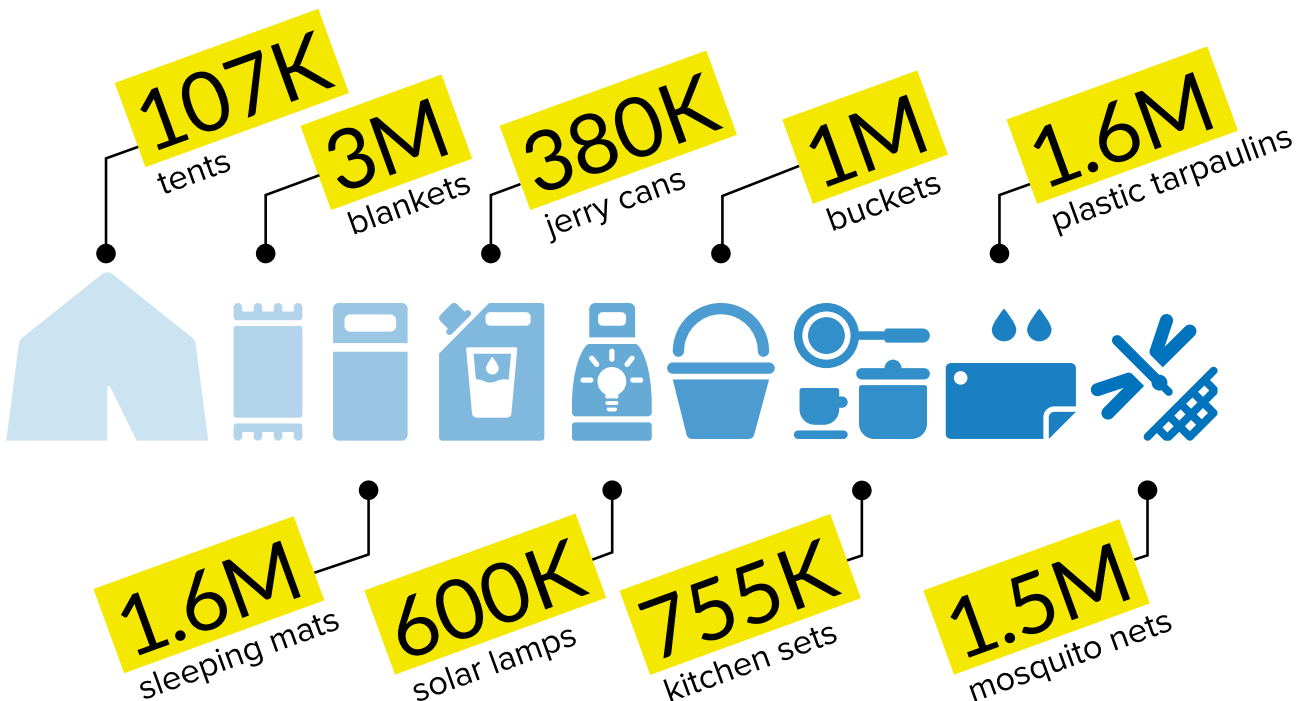 107K
tents
3M
blankets
380K
jerry cans
1M
buckets
1.6M
plastic tarpaulins
1.6M
sleeping mats
600K
solar lamps
755K
kitchen sets
1.5M
mosquito nets